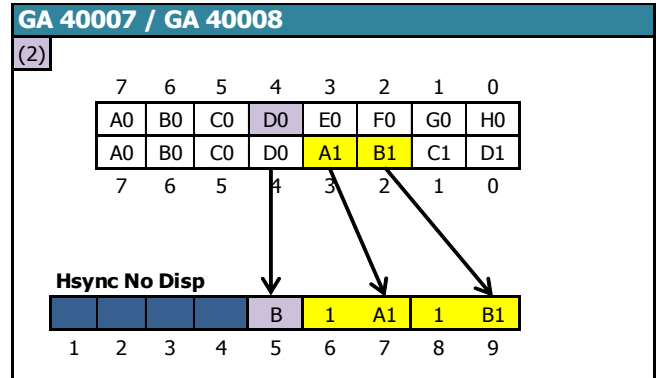 GA 40007 / GA 40008
(2)
7 6 5 4 3 2 1 0
A0 B0 C0 D0 E0 F0 G0 H0
A0 B0 C0 D0 A1 B1 C1 D1
7 6 5 4 3 2 1 0
Hsync No Disp
B 1 A1 1 B1
1 2 3 4 5 6 7 8 9